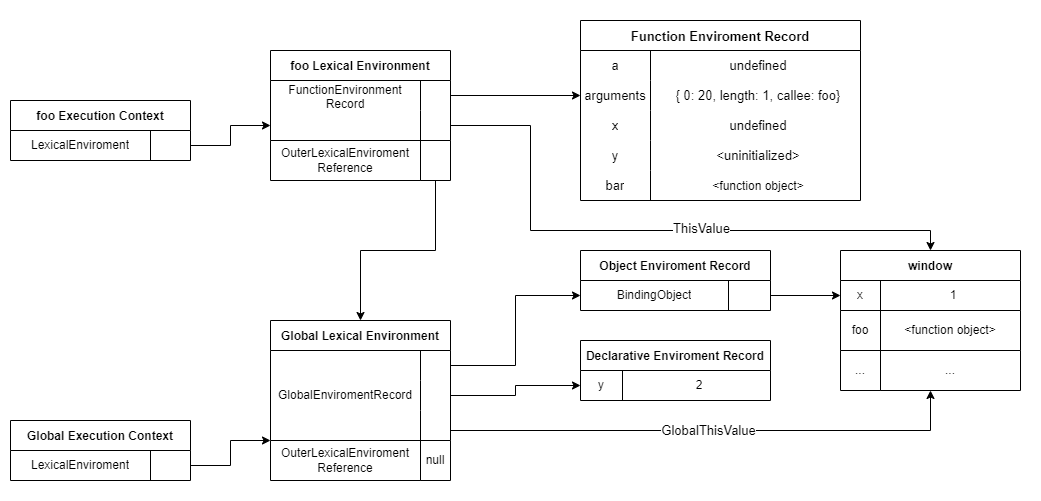 Function Enviroment Record
a undefined
arguments { 0: 20, length: 1, callee: foo}
x undefined
y <uninitialized>
bar <function object>
foo Lexical Environment
FunctionEnvironment
Record
OuterLexicalEnviroment
Reference
foo Execution Context
LexicalEnviroment
ThisValue
Object Enviroment Record
BindingObject
window
x 1
foo <function object>
... ...
Global Lexical Environment
GlobalEnviromentRecord
OuterLexicalEnviroment
Reference
null
Declarative Enviroment Record
y 2
GlobalThisValue
Global Execution Context
LexicalEnviroment